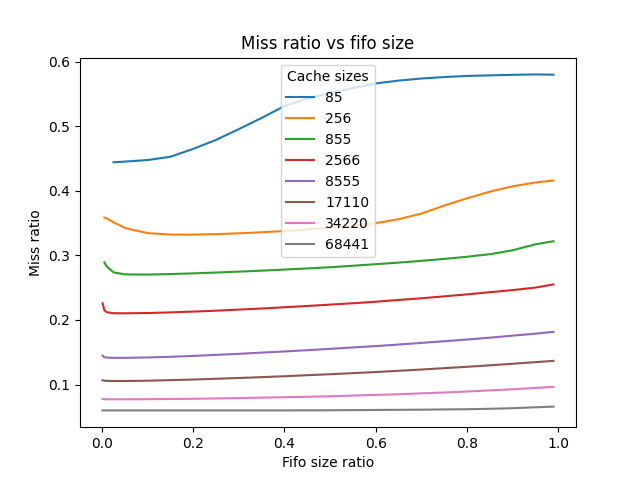 Miss ratio vs fifo size
Miss ratio
0.6
0.5
0.4
0.3
0.2
0.1
Cache sizes
85
256
855
2566
8555
17110
34220
68441
0.0 0.2 0.4 0.6 0.8 1.0
Fifo size ratio